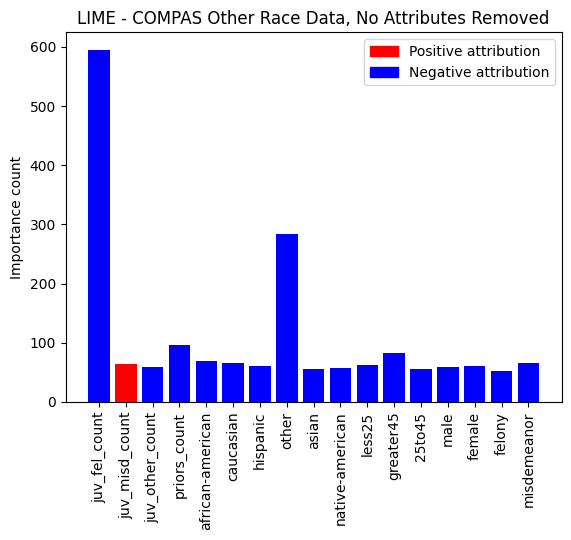 LIME - COMPAS Other Race Data, No Attributes Removed
Positive attribution
Negative attribution
Importance count
600
500
400
300
200
100
0
juv_fel_count
juv_misd_count
juv_other_count
priors_count
african-american
caucasian
hispanic
other
asian
native-american
less25
greater45
25to45
male
female
felony
misdemeanor